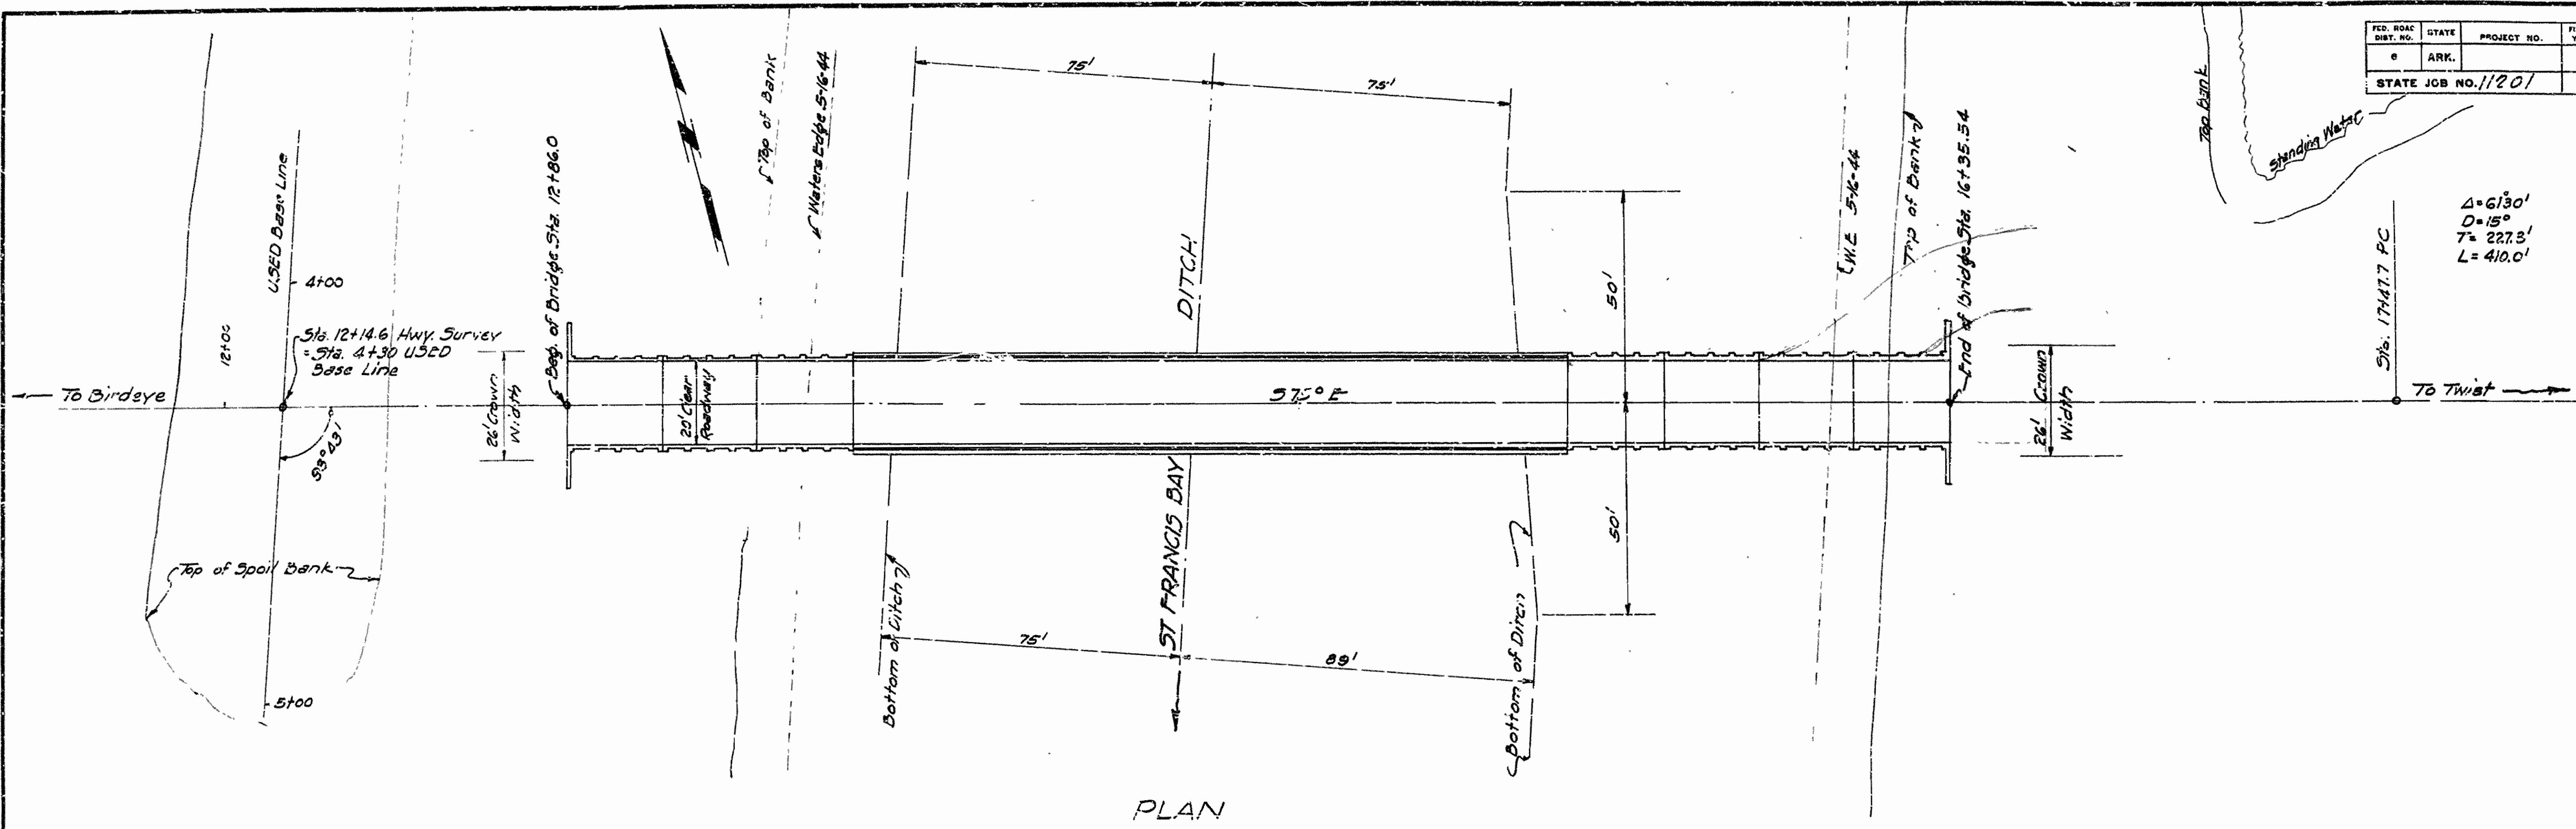 FED. ROAD DIST. NO.
STATE
PROJECT NO.
6
ARK.
STATE JOB NO. 11201
Top of Bank
Waters Edge 5-16-44
75'
75'
W.E. 5-16-44
Top of Bank
Top Bank
Standing Water
Δ=61°30'
D=15°
T= 227.3'
L= 410.0'
USED Base Line
4+00
12+00
Sta. 12+14.6 Hwy. Survey
= Sta. 4+30 USED
Base Line
Beg. of Bridge Sta. 12+86.0
DITCH
50'
End of Bridge Sta. 16+35.54
Sta. 17+47.7 PC
To Birdeye
93°43'
26' Crown
Width
20' Clear
Roadway
S75°E
26' Crown
Width
To Twist
Top of Spoil Bank
5+00
Bottom of Ditch
75'
ST FRANCIS BAY
89'
Bottom of Ditch
50'
PLAN